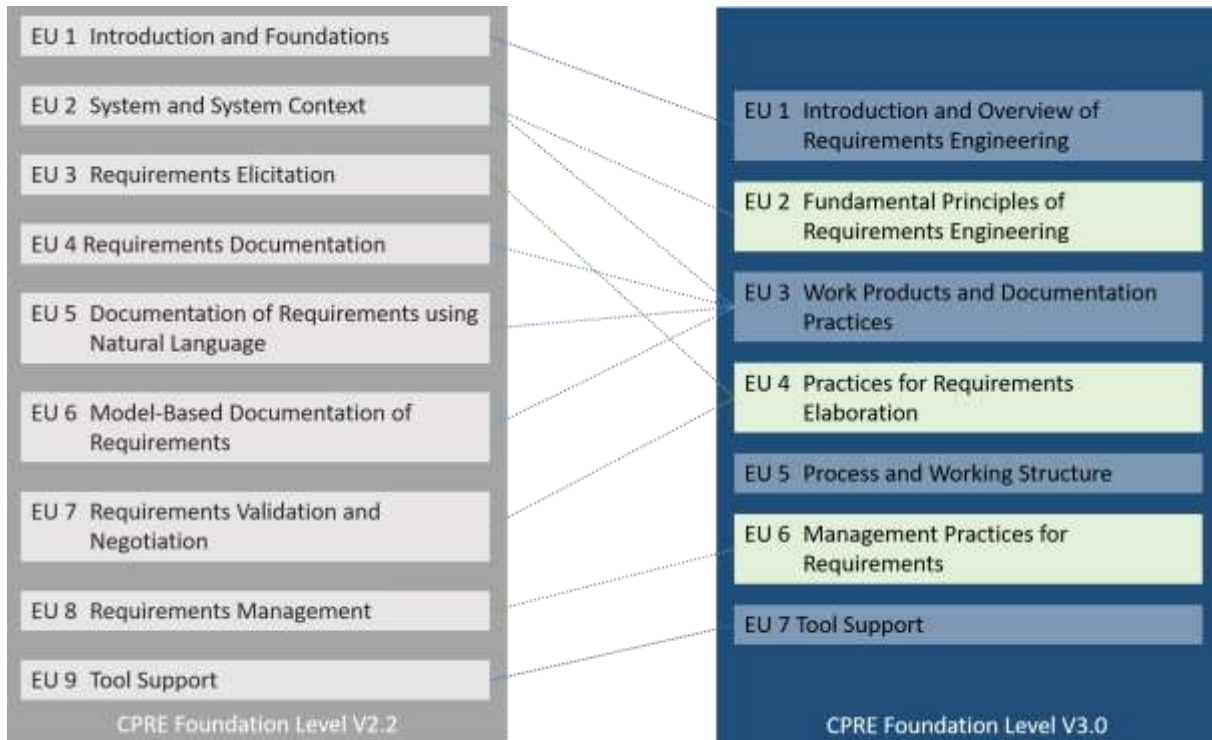 EU 1 Introduction and Foundations
EU 2 System and System Context
EU 3 Requirements Elicitation
EU 4 Requirements Documentation
EU 5 Documentation of Requirements using
Natural Language
EU 6 Model-Based Documentation of
Requirements
EU 7 Requirements Validation and
Negotiation
EU 8 Requirements Management
EU 9 Tool Support
CPRE Foundation Level V2.2
EU 1 Introduction and Overview of
Requirements Engineering
EU 2 Fundamental Principles of
Requirements Engineering
EU 3 Work Products and Documentation
Practices
EU 4 Practices for Requirements
Elaboration
EU 5 Process and Working Structure
EU 6 Management Practices for
Requirements
EU 7 Tool Support
CPRE Foundation Level V3.0